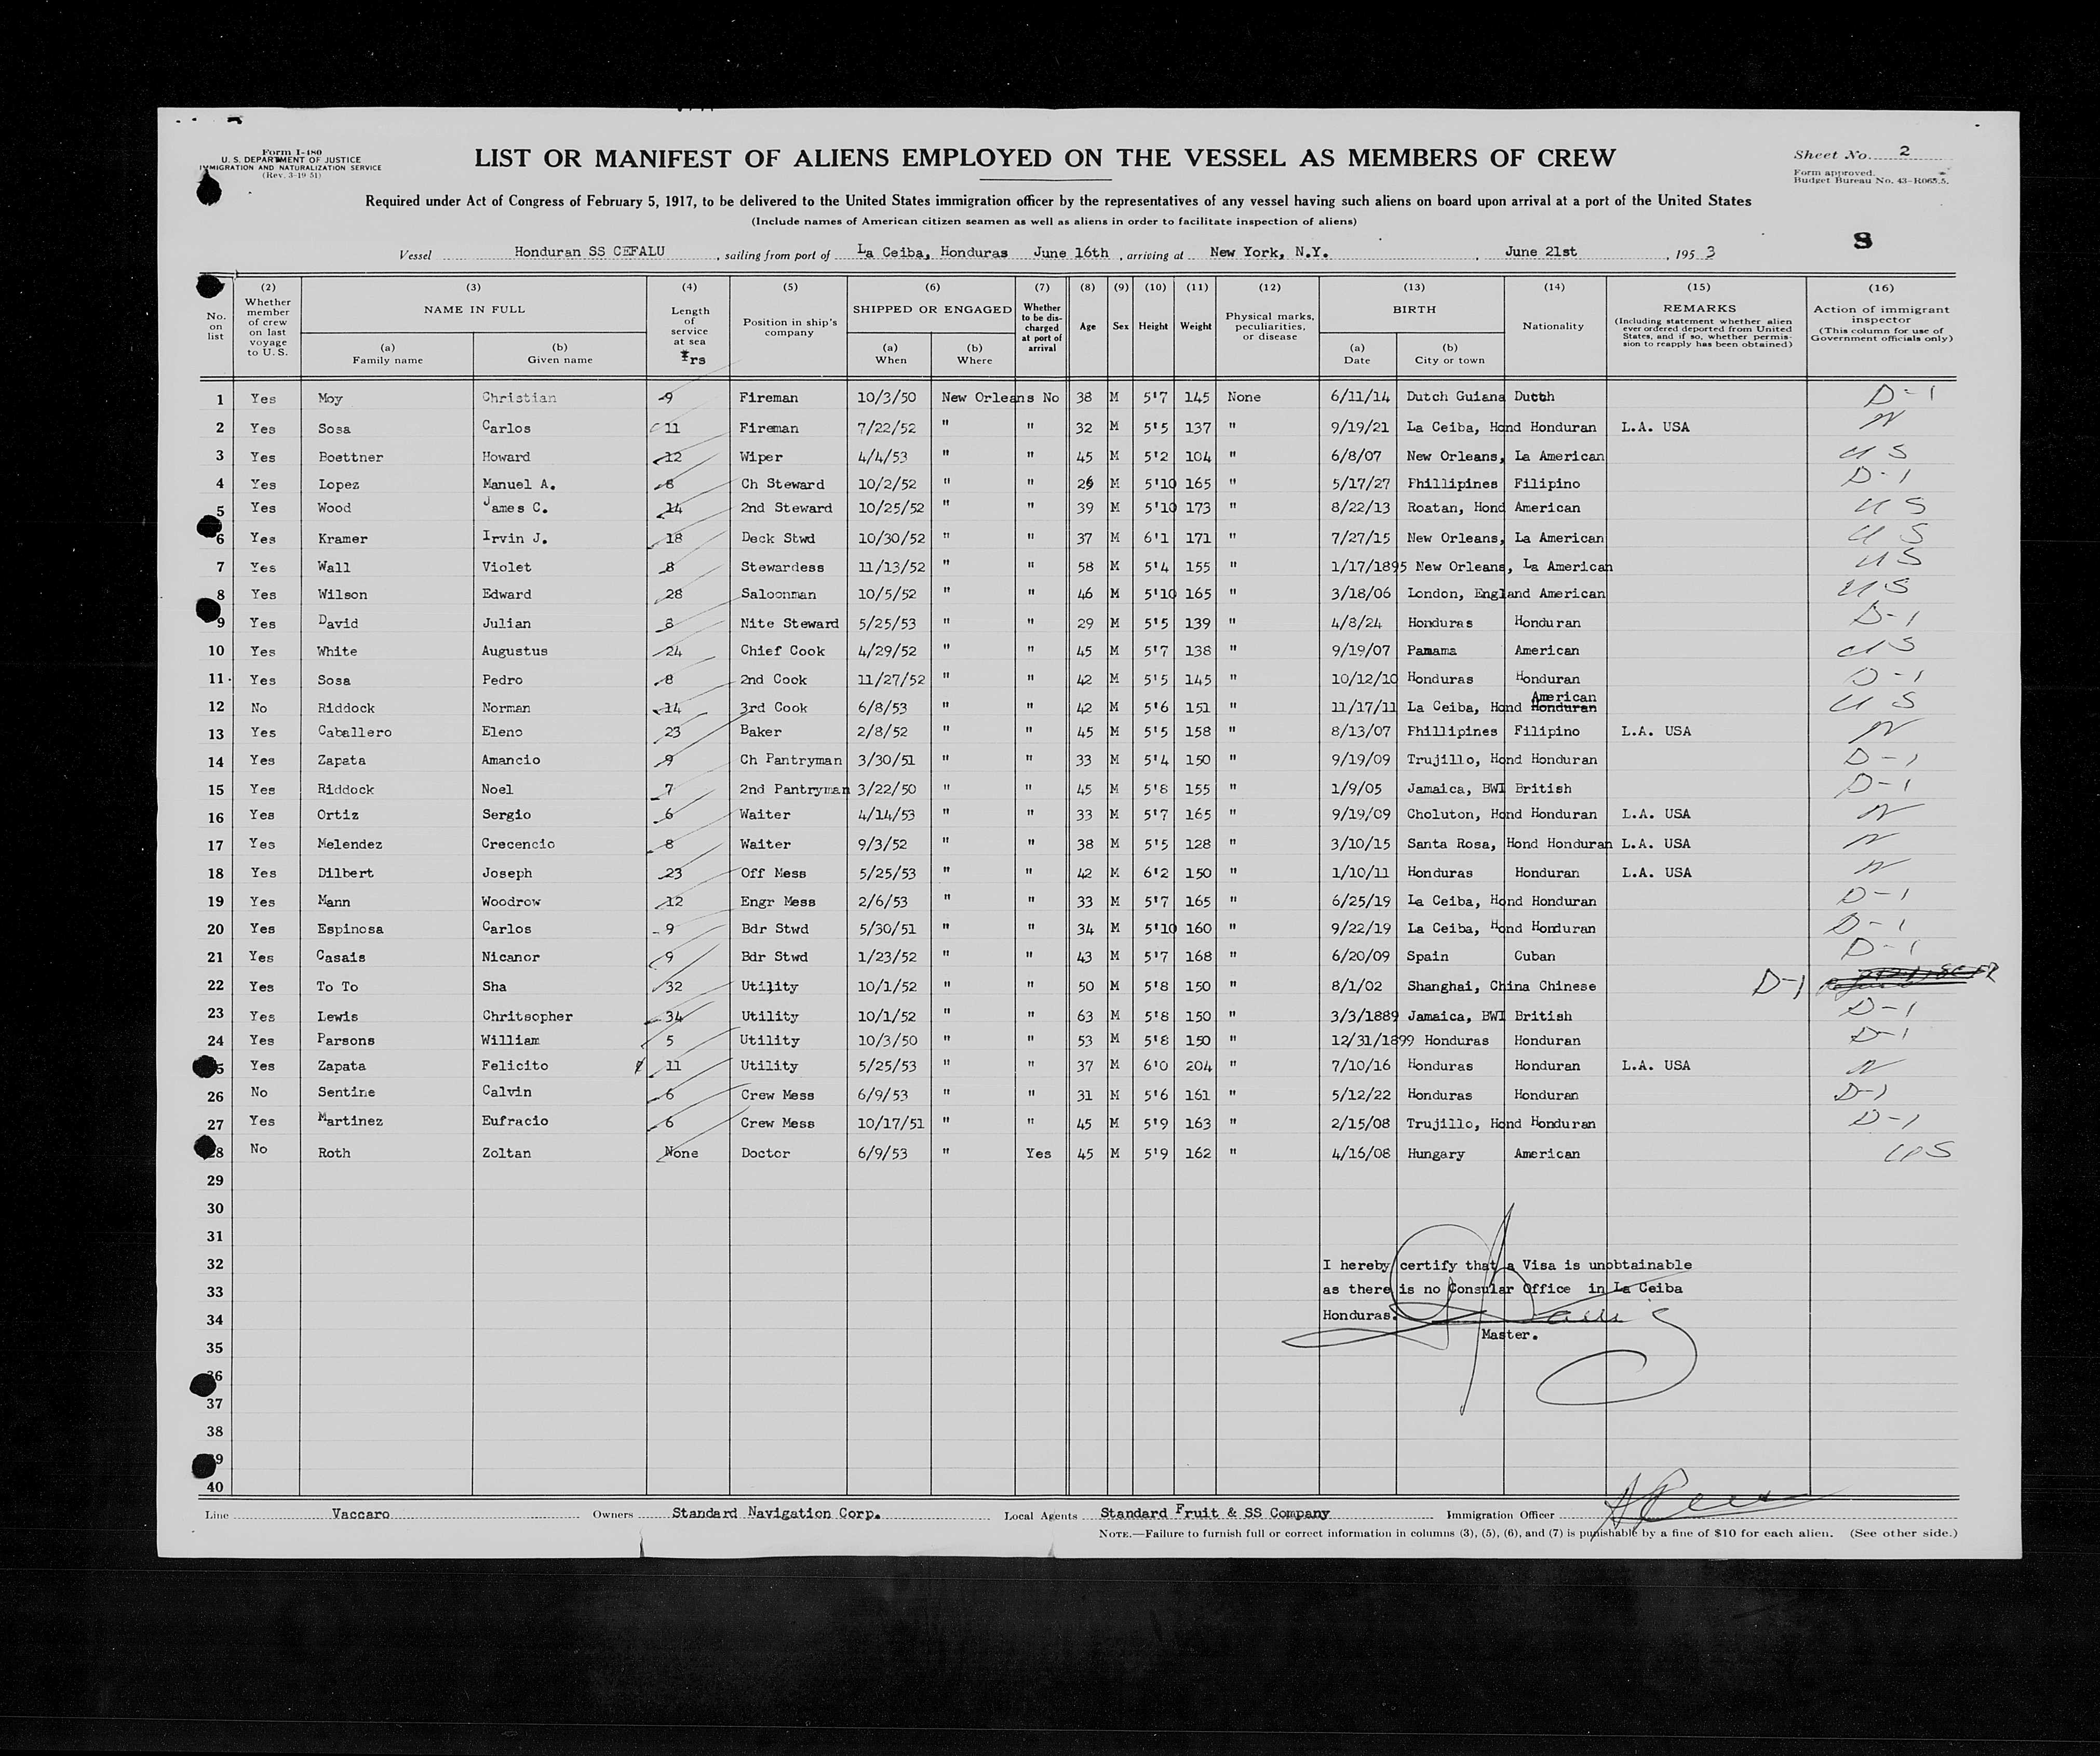 Form I-480
U. S. DEPARTMENT OF JUSTICE
IMMIGRATION AND NATURALIZATION SERVICE
(Rev. 3-19-51)
LIST OR MANIFEST OF ALIENS EMPLOYED ON THE VESSEL AS MEMBERS OF CREW
Sheet No. 2
Form approved.
Budget Bureau No. 43-R065.5.
Required under Act of Congress of February 5, 1917, to be delivered to the United States immigration officer by the representatives of any vessel having such aliens on board upon arrival at a port of the United States
(Include names of American citizen seamen as well as aliens in order to facilitate inspection of aliens)
8
Vessel Honduran SS CEFALU, sailing from port of La Ceiba, Honduras June 16th, arriving at New York, N.Y., June 21st, 1953
No. on list (2) Whether member of crew on last voyage to U. S. (3) NAME IN FULL (a) Family name (b) Given name (4) Length of service at sea Yrs (5) Position in ship's company (6) SHIPPED OR ENGAGED (a) When (b) Where (7) Whether to be discharged at port of arrival (8) Age (9) Sex (10) Height (11) Weight (12) Physical marks, peculiarities, or disease (13) BIRTH (a) Date (b) City or town (14) Nationality (15) REMARKS (Including statement whether alien ever ordered deported from United States, and if so, whether permission to reapply has been obtained) (16) Action of immigrant inspector (This column for use of Government officials only)
1 Yes Moy Christian 9 Fireman 10/3/50 New Orleans No 38 M 5'7 145 None 6/11/14 Dutch Guiana Dutch D-1
2 Yes Sosa Carlos 11 Fireman 7/22/52 " " 32 M 5'5 137 " 9/19/21 La Ceiba, Hond Honduran L.A. USA N
3 Yes Boettner Howard 12 Wiper 4/4/53 " " 45 M 5'2 104 " 6/8/07 New Orleans, La American US
4 Yes Lopez Manuel A. 8 Ch Steward 10/2/52 " " 26 M 5'10 165 " 5/17/27 Phillipines Filipino D-1
5 Yes Wood James C. 14 2nd Steward 10/25/52 " " 39 M 5'10 173 " 8/22/13 Roatan, Hond American US
6 Yes Kramer Irvin J. 18 Deck Stwd 10/30/52 " " 37 M 6'1 171 " 7/27/15 New Orleans, La American US
7 Yes Wall Violet 8 Stewardess 11/13/52 " " 58 M 5'4 155 " 1/17/1895 New Orleans, La American US
8 Yes Wilson Edward 28 Saloonman 10/5/52 " " 46 M 5'10 165 " 3/18/06 London, England American US
9 Yes David Julian 8 Nite Steward 5/25/53 " " 29 M 5'5 139 " 4/8/24 Honduras Honduran D-1
10 Yes White Augustus 24 Chief Cook 4/29/52 " " 45 M 5'7 138 " 9/19/07 Panama American US
11 Yes Sosa Pedro 8 2nd Cook 11/27/52 " " 42 M 5'5 145 " 10/12/10 Honduras Honduran D-1
12 No Riddock Norman 14 3rd Cook 6/8/53 " " 42 M 5'6 151 " 11/17/11 La Ceiba, Hond Honduran American US
13 Yes Caballero Eleno 23 Baker 2/8/52 " " 45 M 5'5 158 " 8/13/07 Phillipines Filipino L.A. USA N
14 Yes Zapata Amancio 9 Ch Pantryman 3/30/51 " " 33 M 5'4 150 " 9/19/09 Trujillo, Hond Honduran D-1
15 Yes Riddock Noel 7 2nd Pantryman 3/22/50 " " 45 M 5'8 155 " 1/9/05 Jamaica, BWI British D-1
16 Yes Ortiz Sergio 6 Waiter 4/14/53 " " 33 M 5'7 165 " 9/19/09 Choluton, Hond Honduran L.A. USA N
17 Yes Melendez Crecencio 8 Waiter 9/3/52 " " 38 M 5'5 128 " 3/10/15 Santa Rosa, Hond Honduran L.A. USA N
18 Yes Dilbert Joseph 23 Off Mess 5/25/53 " " 42 M 6'2 150 " 1/10/11 Honduras Honduran L.A. USA N
19 Yes Mann Woodrow 12 Engr Mess 2/6/53 " " 33 M 5'7 165 " 6/25/19 La Ceiba, Hond Honduran D-1
20 Yes Espinosa Carlos 9 Bdr Stwd 5/30/51 " " 34 M 5'10 160 " 9/22/19 La Ceiba, Hond Honduran D-1
21 Yes Casais Nicanor 9 Bdr Stwd 1/23/52 " " 43 M 5'7 168 " 6/20/09 Spain Cuban D-1
22 Yes To To Sha 32 Utility 10/1/52 " " 50 M 5'8 150 " 8/1/02 Shanghai, China Chinese D-1
23 Yes Lewis Chritsopher 34 Utility 10/1/52 " " 63 M 5'8 150 " 3/3/1889 Jamaica, BWI British D-1
24 Yes Parsons William 5 Utility 10/3/50 " " 53 M 5'8 150 " 12/31/1899 Honduras Honduran D-1
25 Yes Zapata Felicito 11 Utility 5/25/53 " " 37 M 6'0 204 " 7/10/16 Honduras Honduran L.A. USA N
26 No Sentine Calvin 6 Crew Mess 6/9/53 " " 31 M 5'6 161 " 5/12/22 Honduras Honduran D-1
27 Yes Martinez Eufracio 6 Crew Mess 10/17/51 " " 45 M 5'9 163 " 2/15/08 Trujillo, Hond Honduran D-1
28 No Roth Zoltan None Doctor 6/9/53 " Yes 45 M 5'9 162 " 4/16/08 Hungary American US
29
30
31
32
33
34
35
36
37
38
39
40
I hereby certify that a Visa is unobtainable
as there is no Consular Office in La Ceiba
Honduras.
Master.
Line Vaccaro Owners Standard Navigation Corp. Local Agents Standard Fruit & SS Company Immigration Officer
NOTE.—Failure to furnish full or correct information in columns (3), (5), (6), and (7) is punishable by a fine of $10 for each alien. (See other side.)